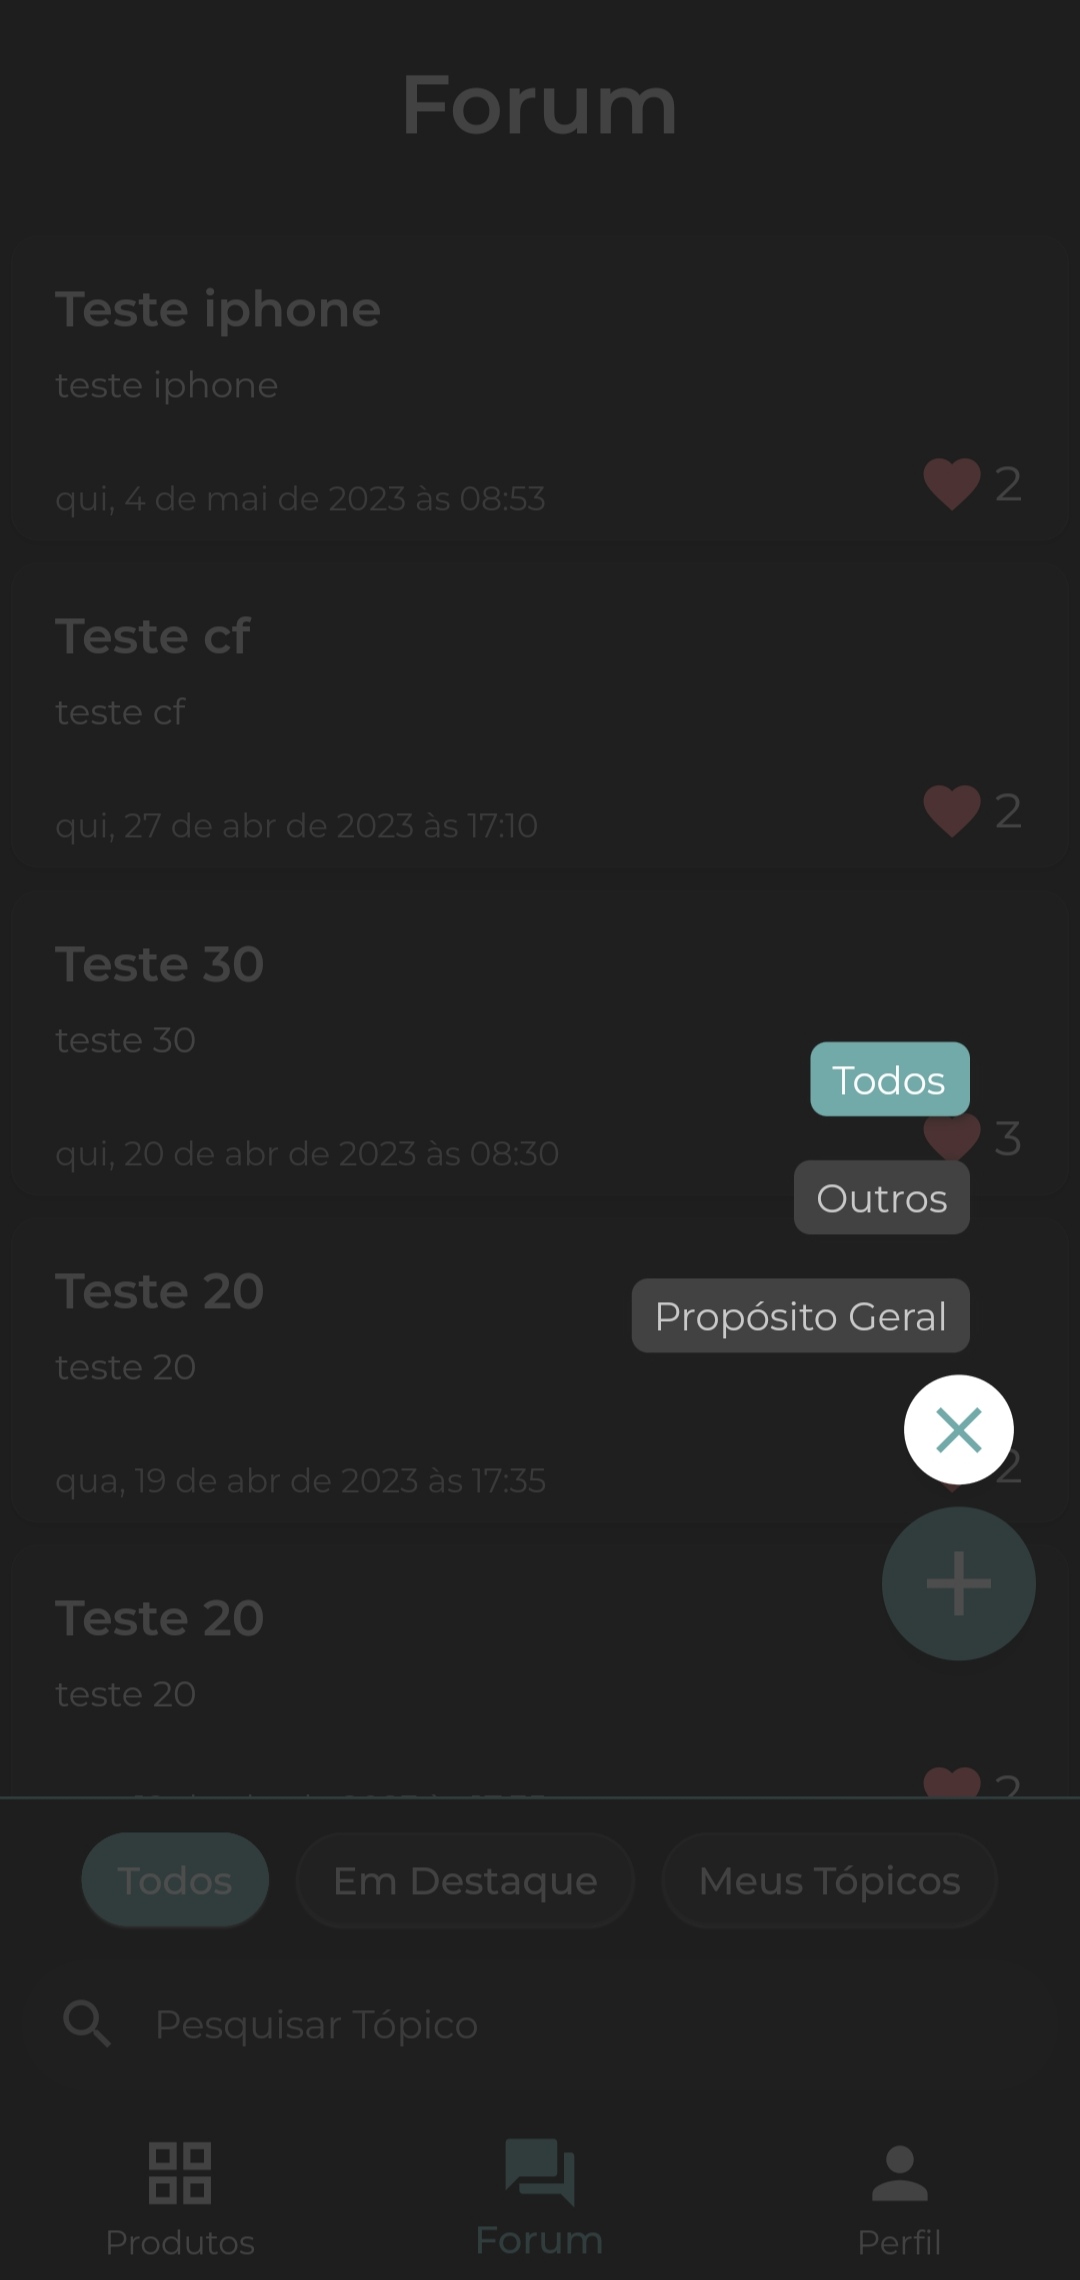 Forum
Teste iphone
teste iphone
qui, 4 de mai de 2023 às 08:53
2
Teste cf
teste cf
qui, 27 de abr de 2023 às 17:10
2
Teste 30
teste 30
Todos
qui, 20 de abr de 2023 às 08:30
3
Outros
Teste 20
Propósito Geral
teste 20
qua, 19 de abr de 2023 às 17:35
2
Teste 20
teste 20
2
Todos
Em Destaque
Meus Tópicos
Pesquisar Tópico
Produtos
Forum
Perfil